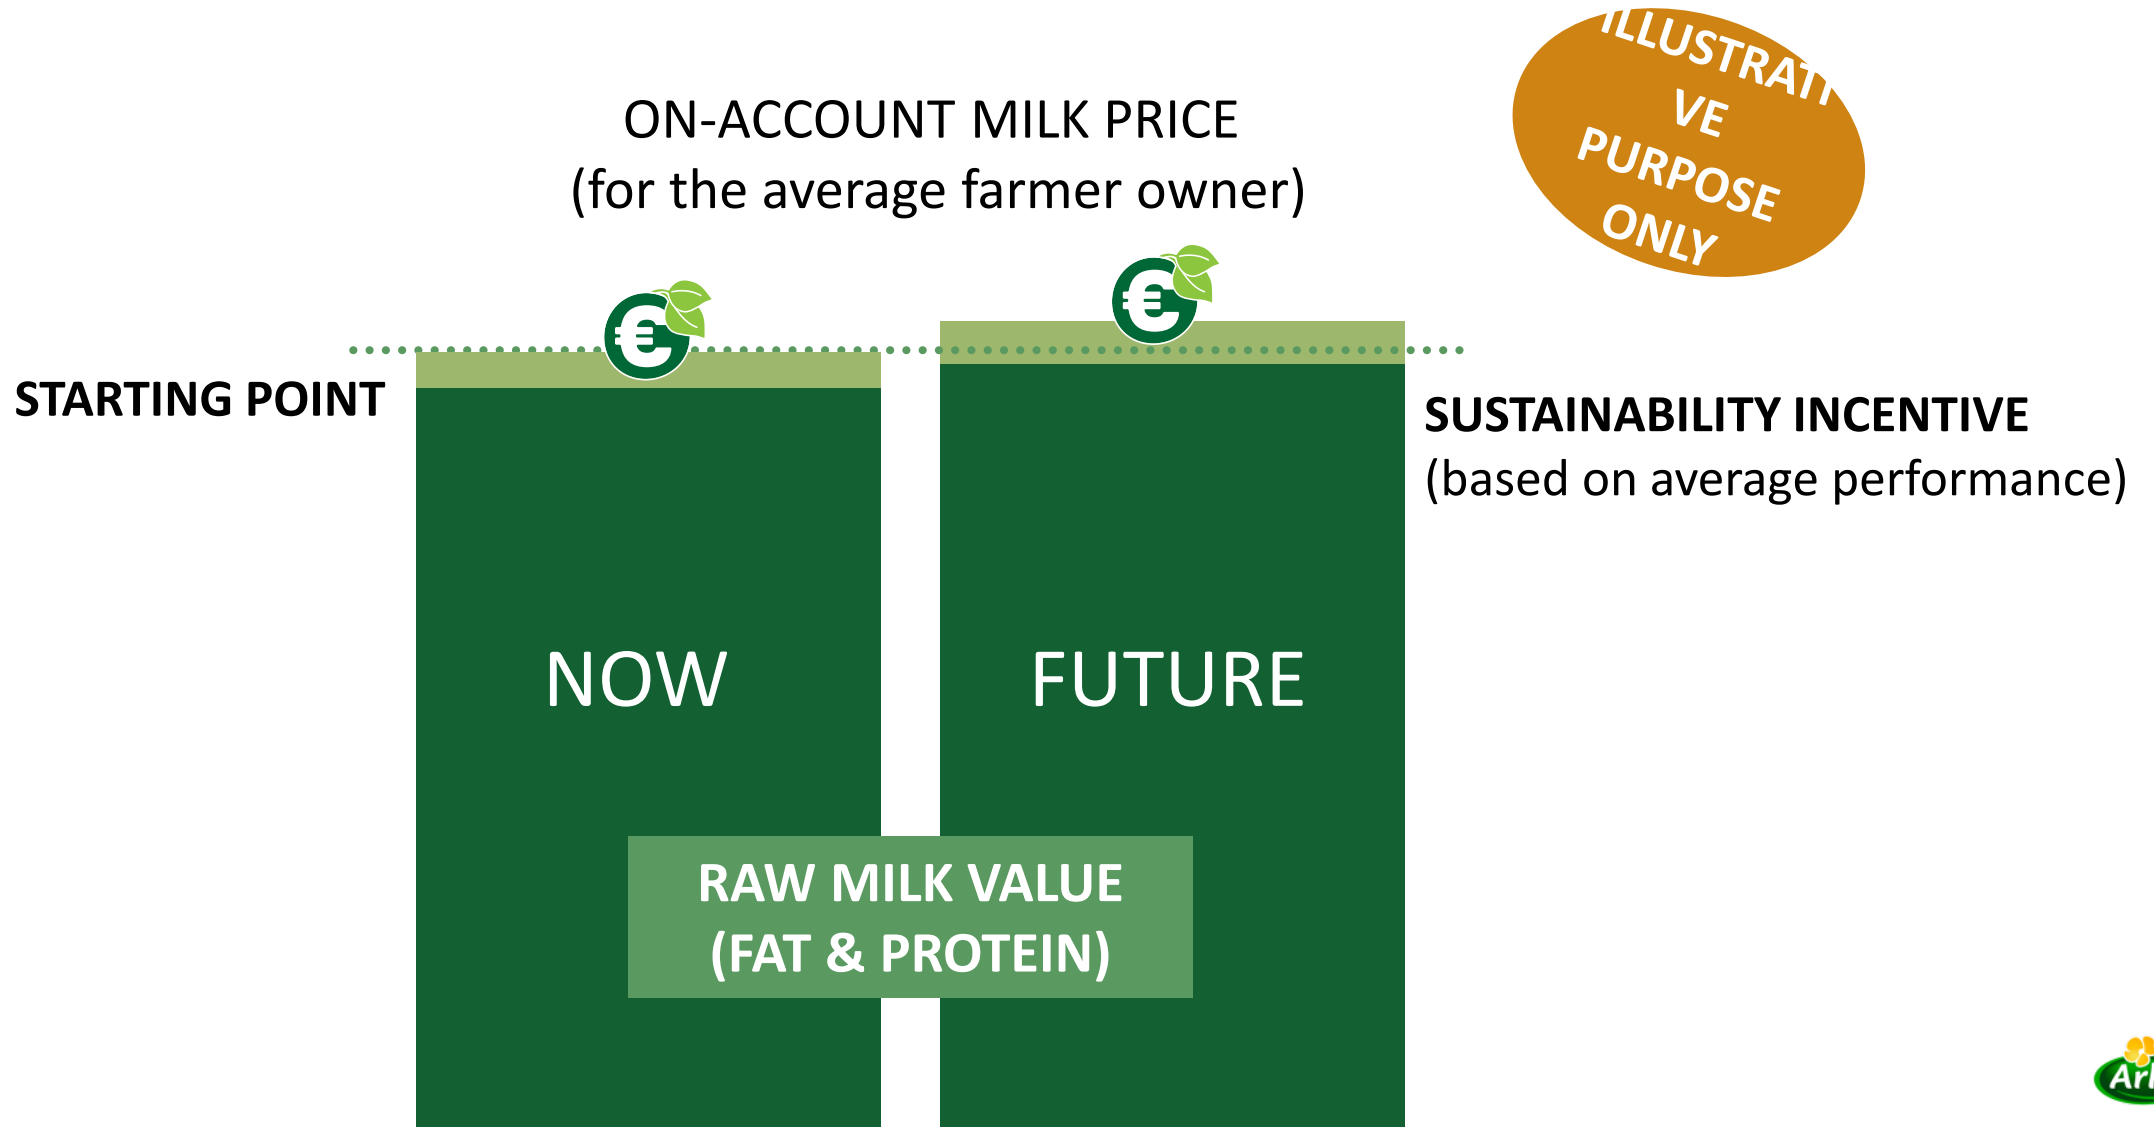 ILLUSTRATI
VE
PURPOSE
ONLY
ON-ACCOUNT MILK PRICE
(for the average farmer owner)
€
€
STARTING POINT
SUSTAINABILITY INCENTIVE
(based on average performance)
NOW
FUTURE
RAW MILK VALUE
(FAT & PROTEIN)